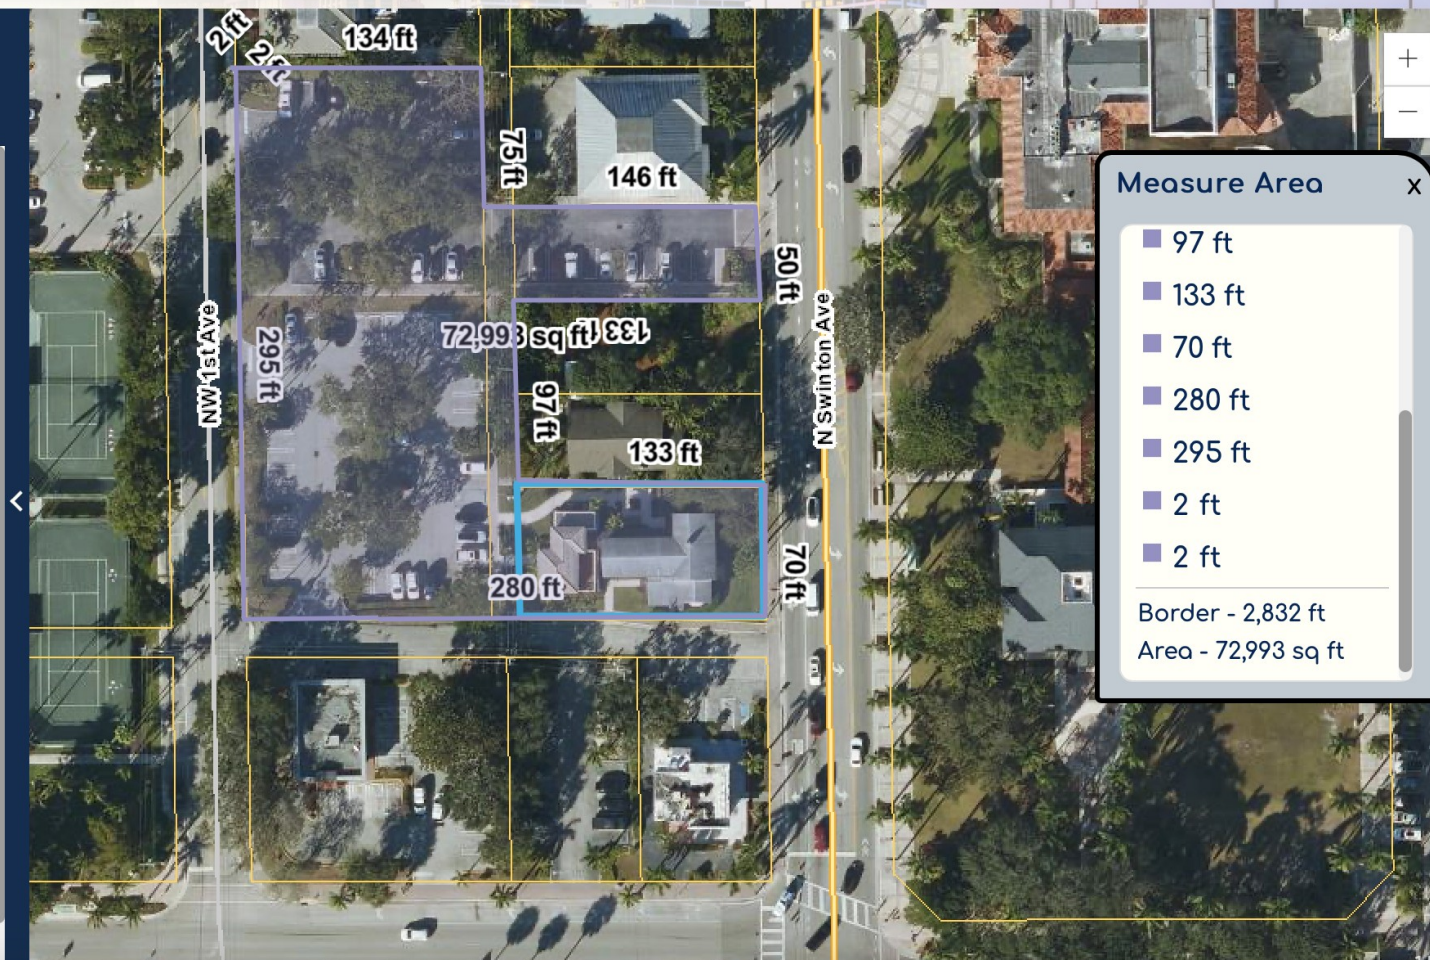 2 ft
2 ft
134 ft
75 ft
146 ft
50 ft
295 ft
72,993 sq ft
133 ft
97 ft
133 ft
280 ft
70 ft
NW 1st Ave
N Swinton Ave
+
−
Measure Area
x
97 ft
133 ft
70 ft
280 ft
295 ft
2 ft
2 ft
Border - 2,832 ft
Area - 72,993 sq ft